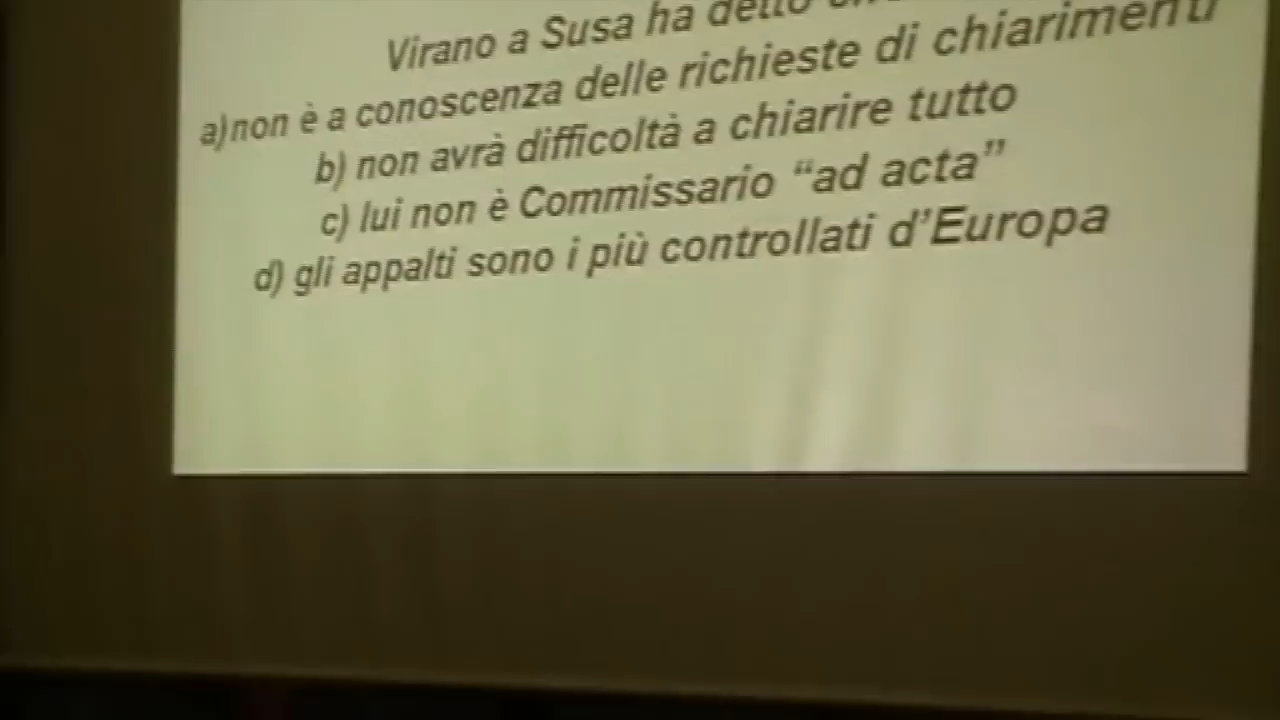 Virano a Susa ha detto
a)non è a conoscenza delle richieste di chiarimenti
b) non avrà difficoltà a chiarire tutto
c) lui non è Commissario “ad acta”
d) gli appalti sono i più controllati d’Europa